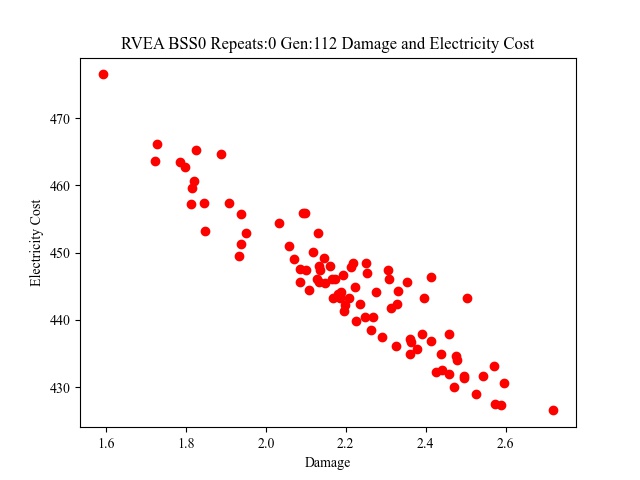 RVEA BSS0 Repeats:0 Gen:112 Damage and Electricity Cost
470
460
450
440
430
Electricity Cost
1.6 1.8 2.0 2.2 2.4 2.6
Damage